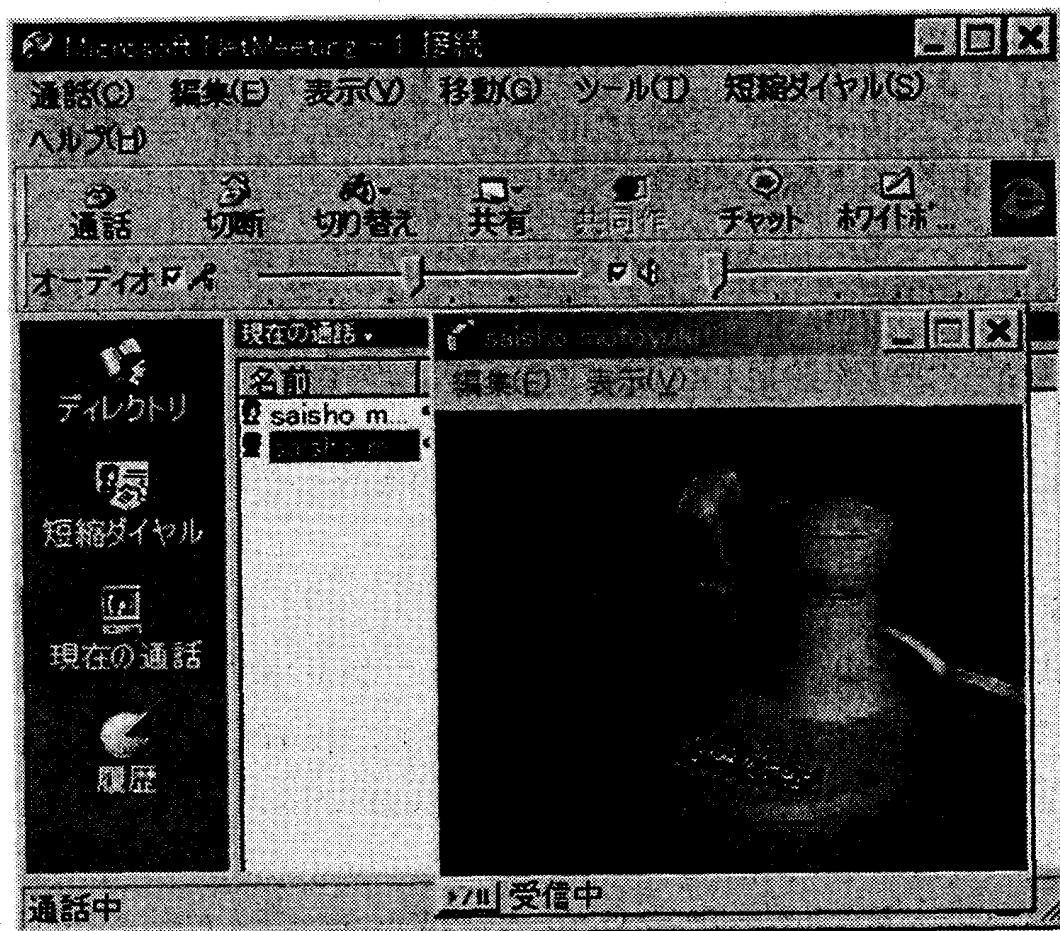 Microsoft NetMeeting - 1 接続
通話(C) 編集(E) 表示(V) 移動(G) ツール(T) 短縮ダイヤル(S)
ヘルプ(H)
通話 切断 切り替え 共有 共同作 チャット ホワイトボ...
オーディオ
ディレクトリ
短縮ダイヤル
現在の通話
履歴
現在の通話
名前
saisho m...
saisho m...
saisho motoyuki
編集(E) 表示(V)
受信中
通話中